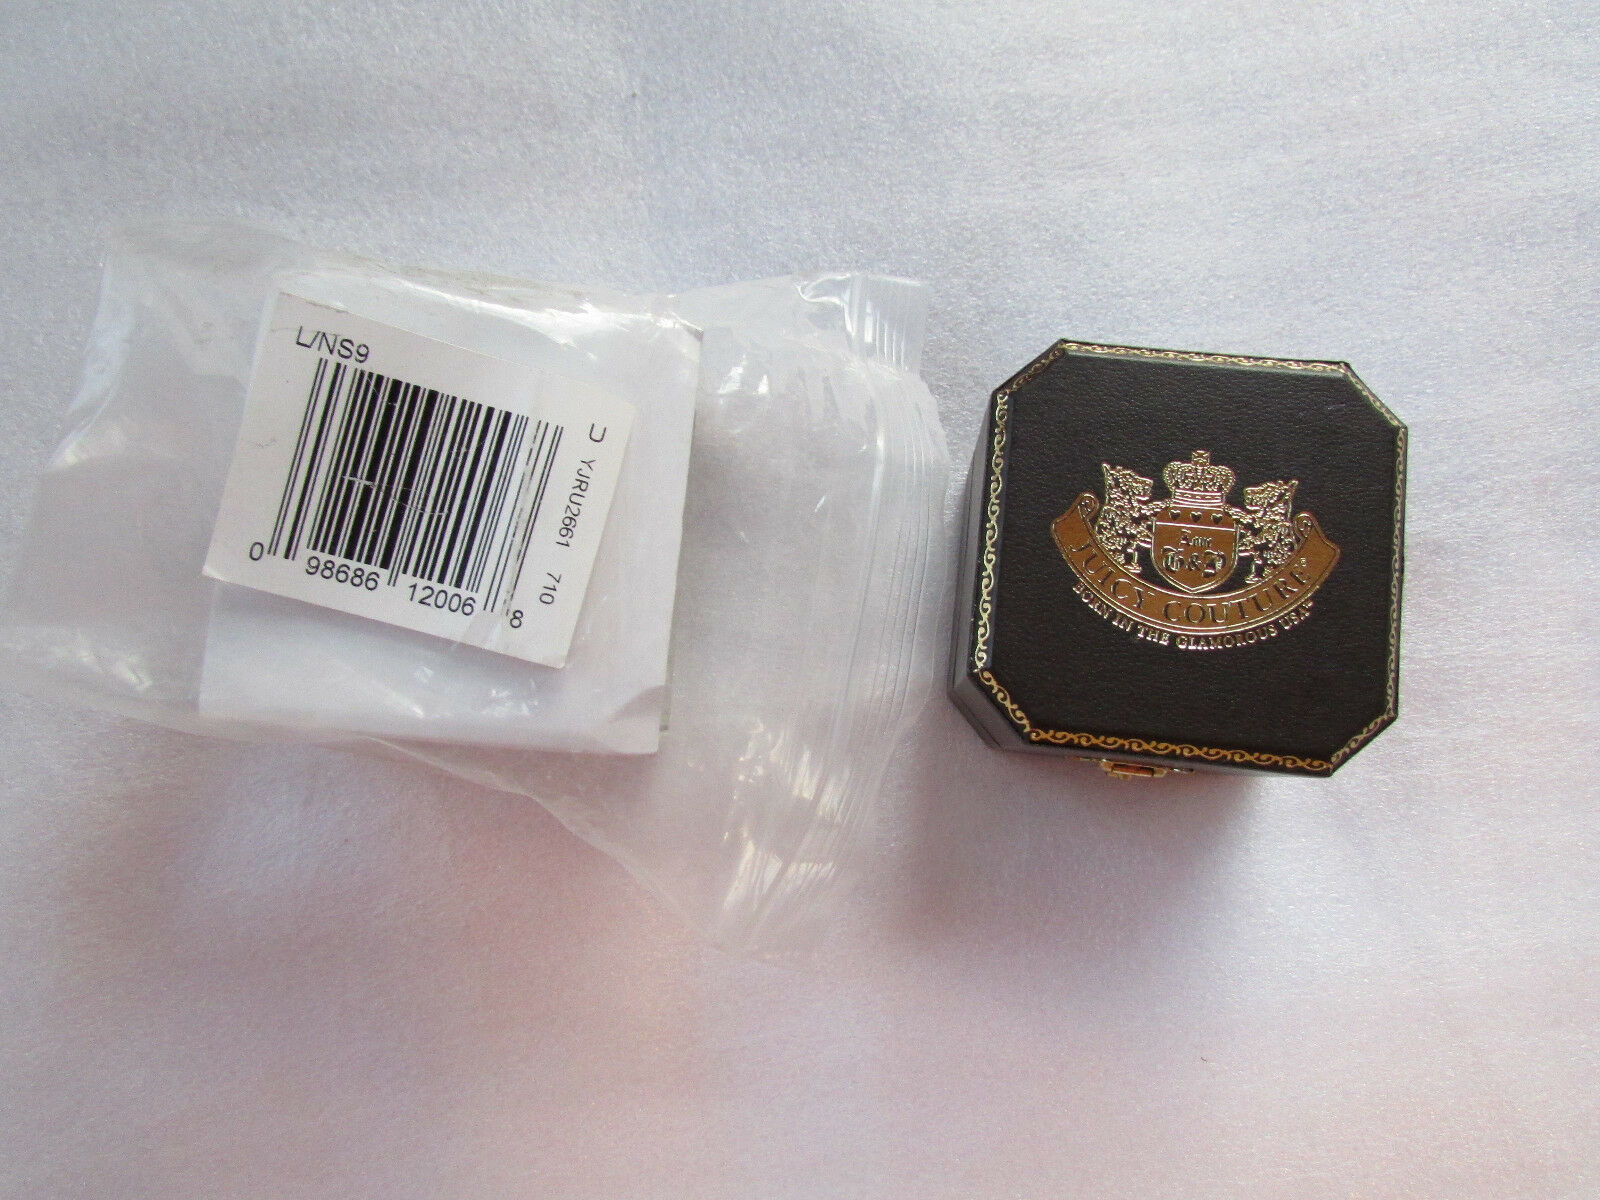 L/NS9
YJRU2661 710
0 98686 12006 8
G&P
JUICY COUTURE
BORN IN THE GLAMOROUS USA